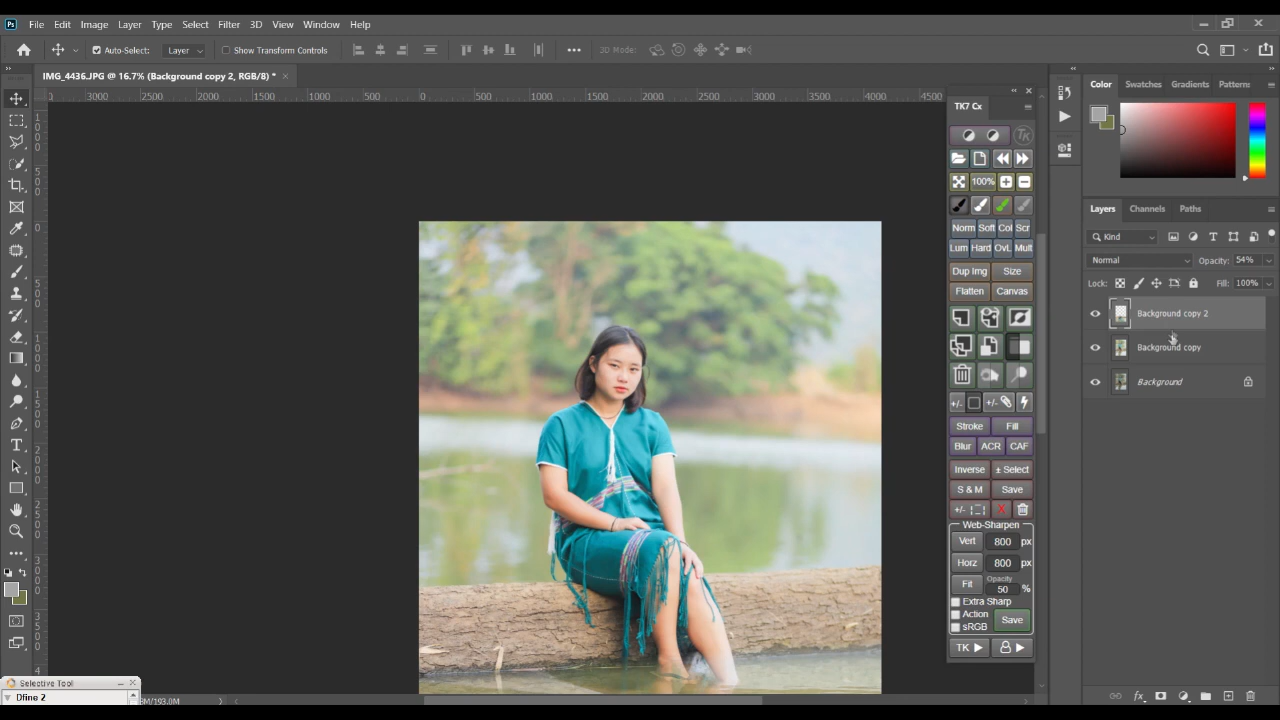 Ps File Edit Image Layer Type Select Filter 3D View Window Help
Auto-Select: Layer Show Transform Controls 3D Mode:
IMG_4436.JPG @ 16.7% (Background copy 2, RGB/8) *
3000 2500 2000 1500 1000 500 0 500 1000 1500 2000 2500 3000 3500 4000 4500
TK7 Cx
TK
100%
Norm Soft Col Scr
Lum Hard OvL Mult
Dup Img Size
Flatten Canvas
+/- +/-
Stroke Fill
Blur ACR CAF
Inverse ± Select
S & M Save
+/- X
Web-Sharpen
Vert 800 px
Horz 800 px
Opacity
Fit 50 %
Extra Sharp
Action
sRGB
Save
TK
Color Swatches Gradients Patterns
Layers Channels Paths
Kind
Normal Opacity: 54%
Lock: Fill: 100%
Background copy 2
Background copy
Background
Selective Tool
Dfine 2
M/193.0M